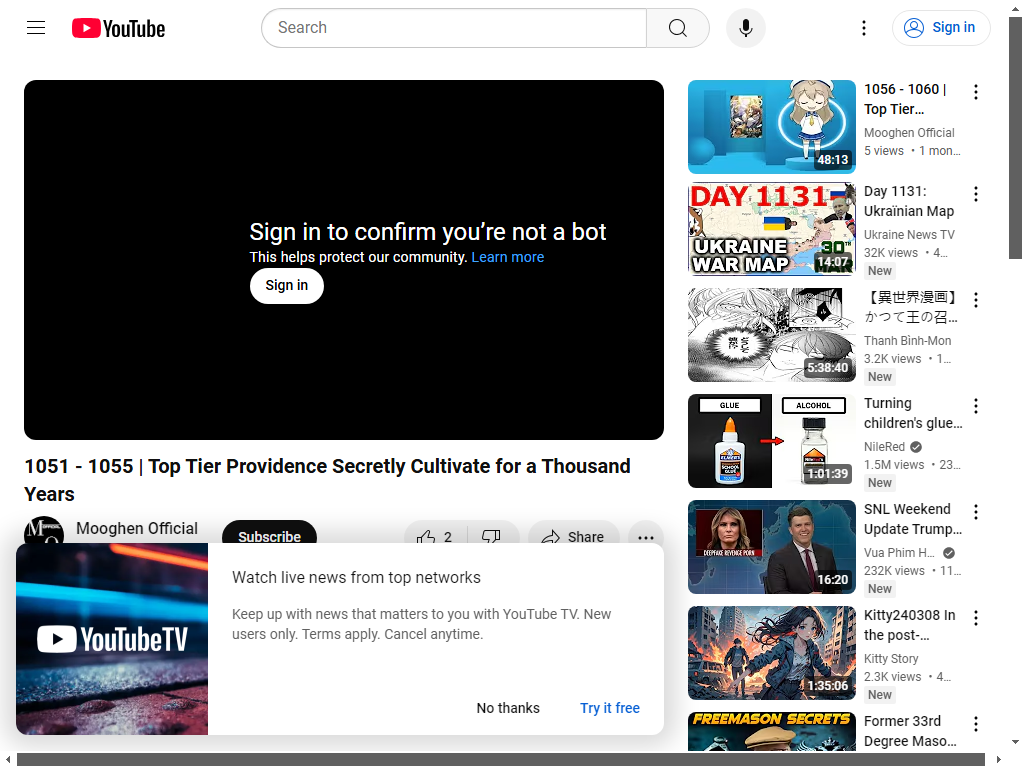 YouTube
Search
Sign in
Sign in to confirm you’re not a bot
This helps protect our community. Learn more
Sign in
1051 - 1055 | Top Tier Providence Secretly Cultivate for a Thousand
Years
Mooghen Official
Subscribe
2
Share
YouTubeTV
Watch live news from top networks
Keep up with news that matters to you with YouTube TV. New
users only. Terms apply. Cancel anytime.
No thanks
Try it free
48:13
1056 - 1060 |
Top Tier…
Mooghen Official
5 views • 1 mon…
DAY 1131
UKRAINE
WAR MAP
30TH
MAR
14:07
Day 1131:
Ukraïnian Map
Ukraine News TV
32K views • 4…
New
5:38:40
【異世界漫画】
かつて王の召…
Thanh Bình-Mon
3.2K views • 1…
New
GLUE
ALCOHOL
1:01:39
Turning
children's glue…
NileRed
1.5M views • 23…
New
DEEPFAKE REVENGE PORN
16:20
SNL Weekend
Update Trump…
Vua Phim H…
232K views • 11…
New
1:35:06
Kitty240308 In
the post-…
Kitty Story
2.3K views • 4…
New
FREEMASON SECRETS
Former 33rd
Degree Maso…